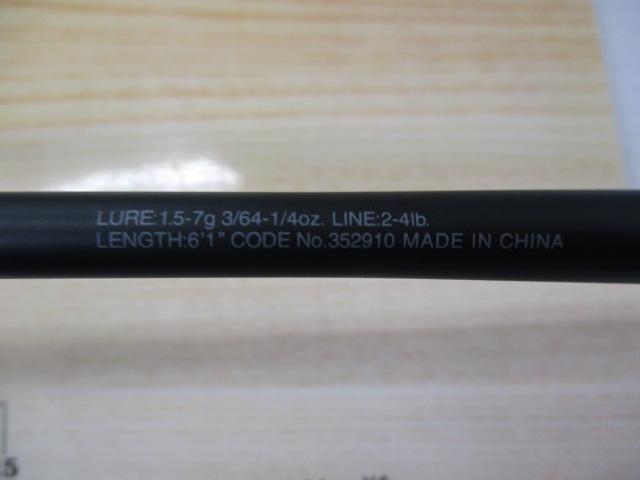 LURE:1.5-7g 3/64-1/4oz. LINE:2-4lb.
LENGTH:6'1" CODE No.352910 MADE IN CHINA
.5